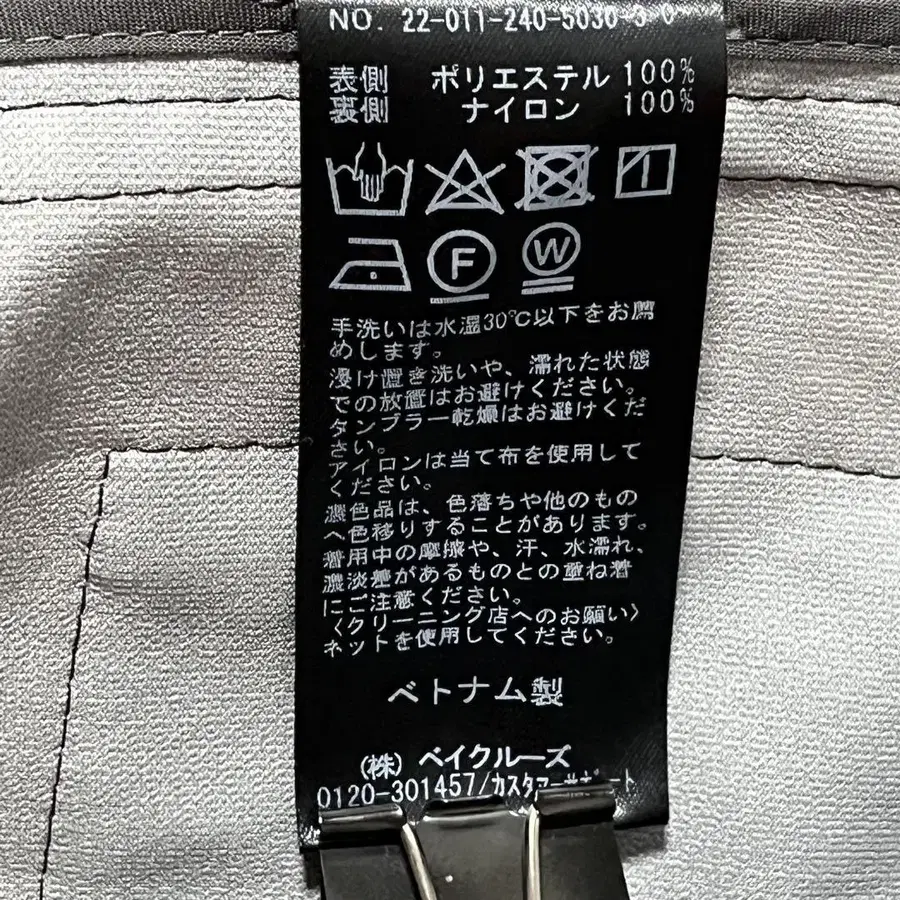 NO. 22-011-240-5030-3-0
表側 ポリエステル 100%
裏側 ナイロン 100%
F W
手洗いは水温30℃以下をお薦
めします。
浸け置き洗いや、濡れた状態
での放置はお避けください。
タンブラー乾燥はお避けくだ
さい。
アイロンは当て布を使用して
ください。
濃色品は、色落ちや他のもの
へ色移りすることがあります。
着用中の摩擦や、汗、水濡れ、
濃淡差があるものとの重ね着
にご注意ください。
〈クリーニング店へのお願い〉
ネットを使用してください。
ベトナム製
(株) ベイクルーズ
0120-301457/カスタマーサポート